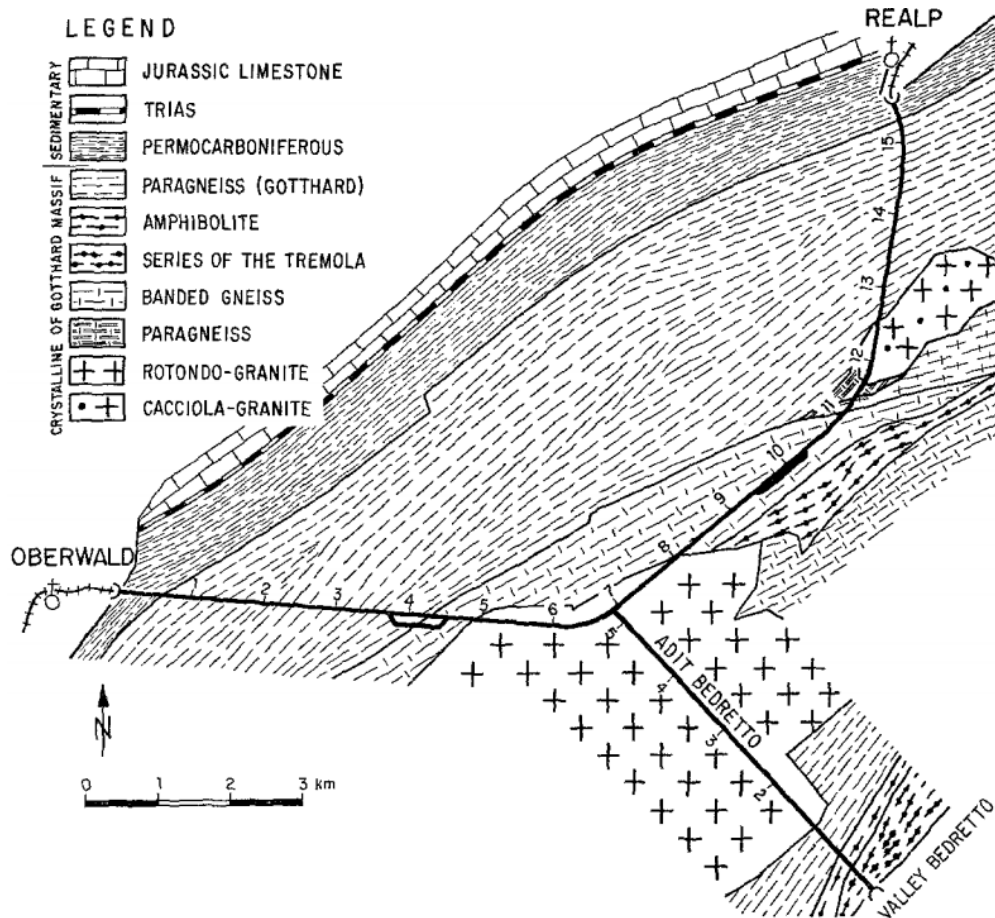 LEGEND
SEDIMENTARY
JURASSIC LIMESTONE
TRIAS
PERMOCARBONIFEROUS
CRYSTALLINE OF GOTTHARD MASSIF
PARAGNEISS (GOTTHARD)
AMPHIBOLITE
SERIES OF THE TREMOLA
BANDED GNEISS
PARAGNEISS
ROTONDO-GRANITE
CACCIOLA-GRANITE
REALP
15
14
13
12
11
10
9
8
7
OBERWALD
1
2
3
4
5
6
5
ADIT BEDRETTO
4
3
2
VALLEY BEDRETTO
N
0 1 2 3 km